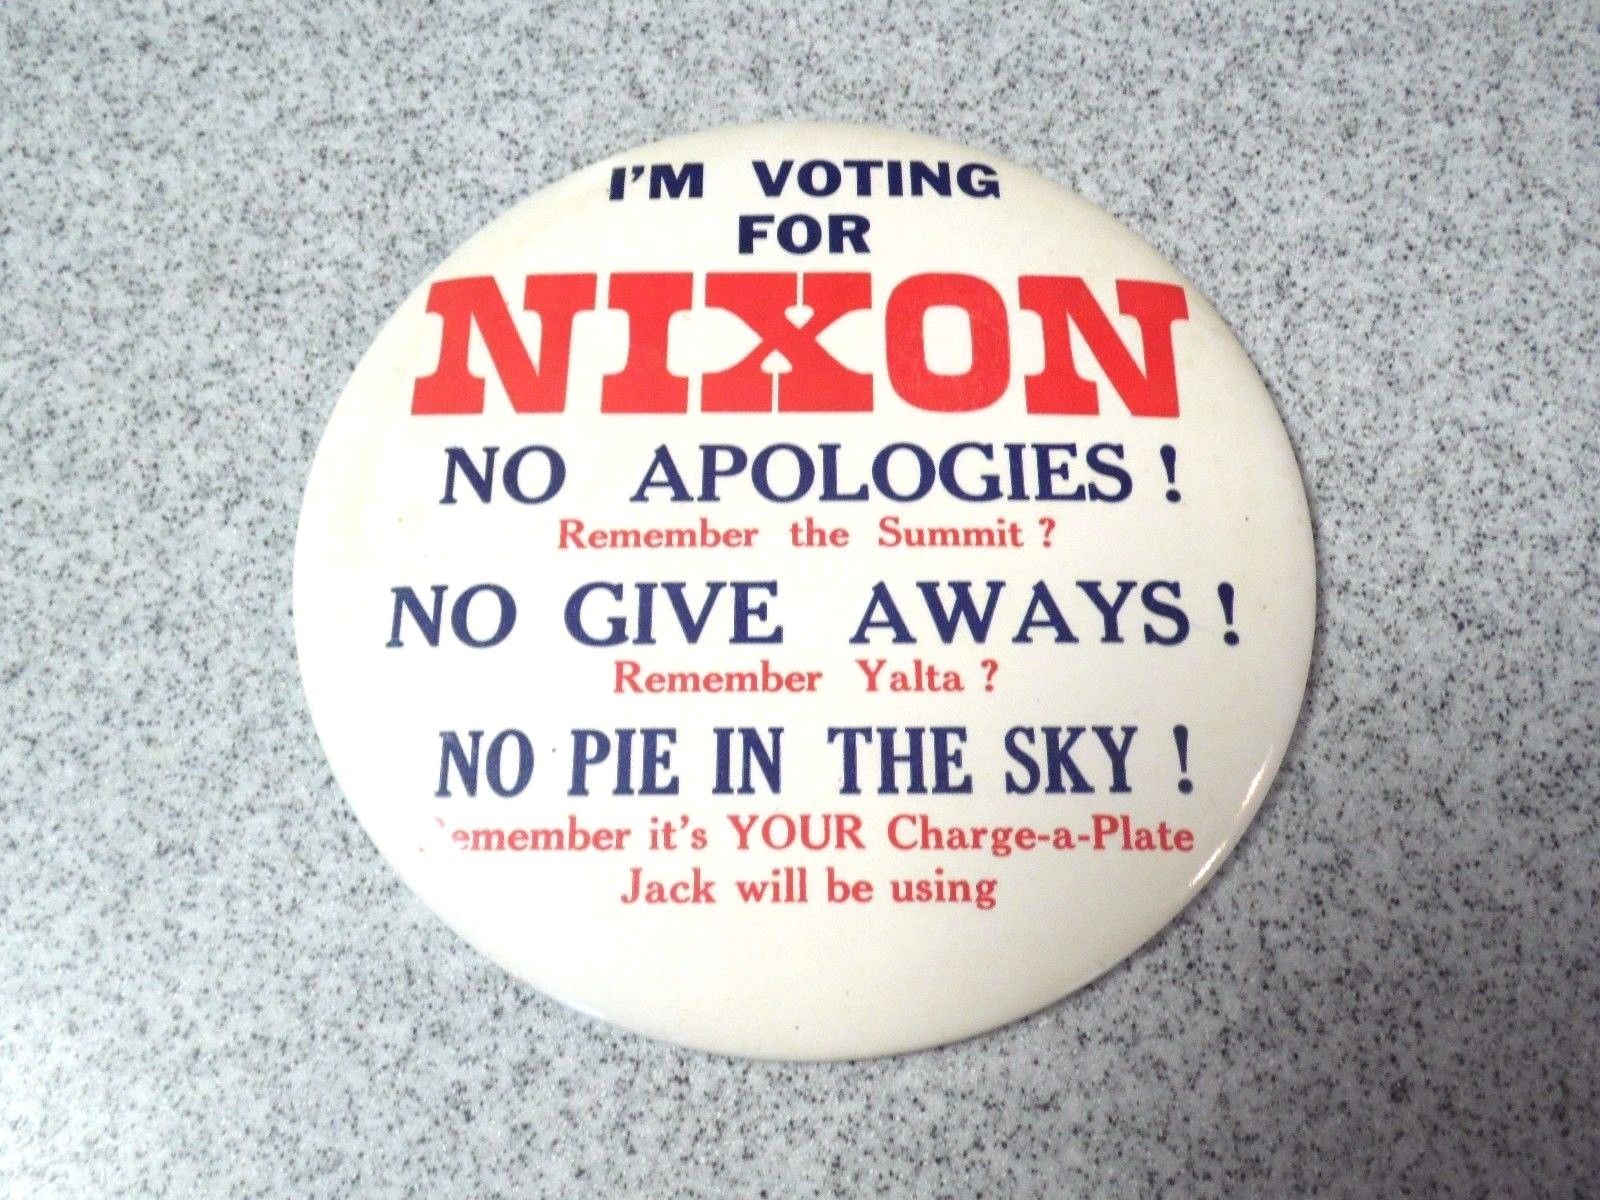 I'M VOTING
FOR
NIXON
NO APOLOGIES !
Remember the Summit ?
NO GIVE AWAYS !
Remember Yalta ?
NO PIE IN THE SKY !
Remember it's YOUR Charge-a-Plate
Jack will be using